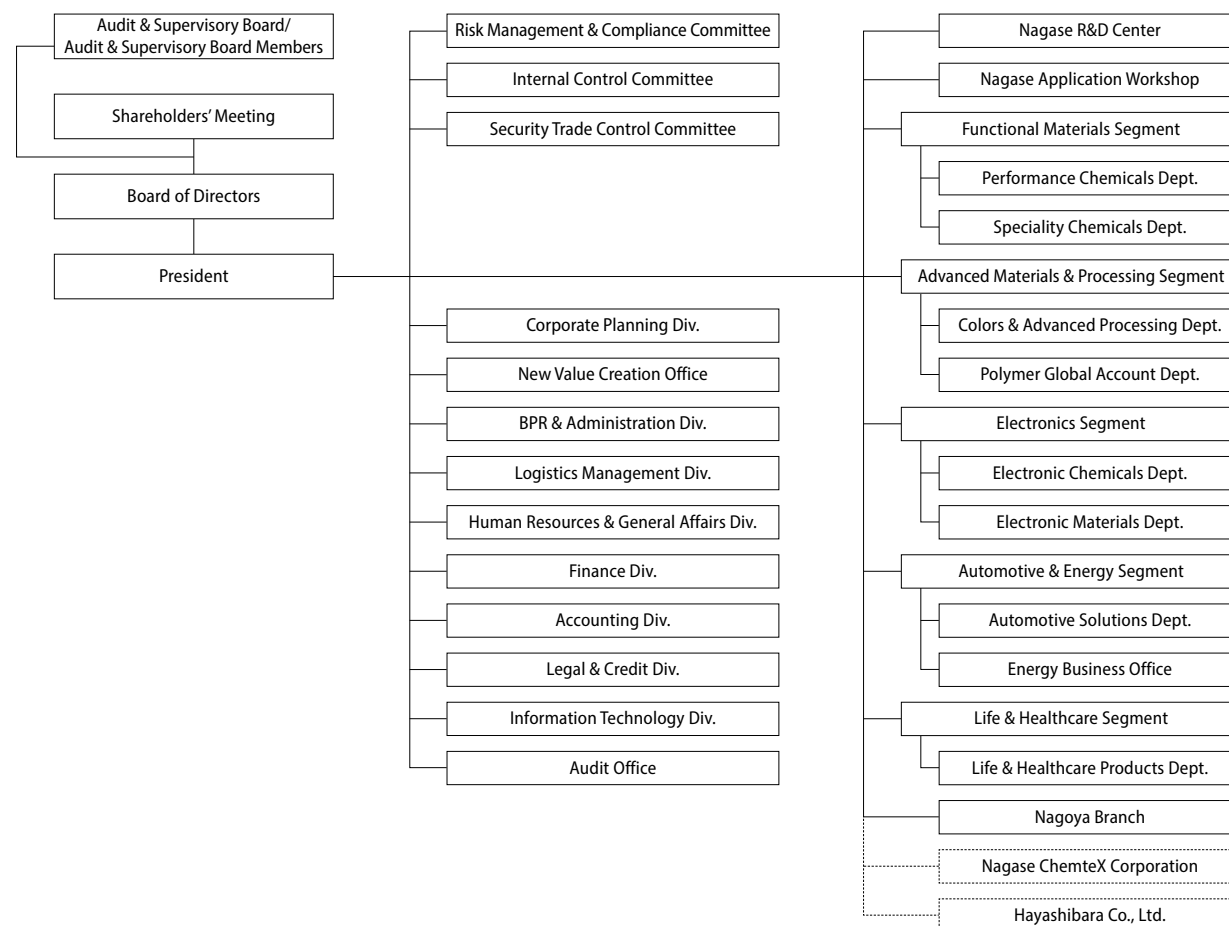 Audit & Supervisory Board/
Audit & Supervisory Board Members
Shareholders’ Meeting
Board of Directors
President
Risk Management & Compliance Committee
Internal Control Committee
Security Trade Control Committee
Corporate Planning Div.
New Value Creation Office
BPR & Administration Div.
Logistics Management Div.
Human Resources & General Affairs Div.
Finance Div.
Accounting Div.
Legal & Credit Div.
Information Technology Div.
Audit Office
Nagase R&D Center
Nagase Application Workshop
Functional Materials Segment
Performance Chemicals Dept.
Speciality Chemicals Dept.
Advanced Materials & Processing Segment
Colors & Advanced Processing Dept.
Polymer Global Account Dept.
Electronics Segment
Electronic Chemicals Dept.
Electronic Materials Dept.
Automotive & Energy Segment
Automotive Solutions Dept.
Energy Business Office
Life & Healthcare Segment
Life & Healthcare Products Dept.
Nagoya Branch
Nagase ChemteX Corporation
Hayashibara Co., Ltd.